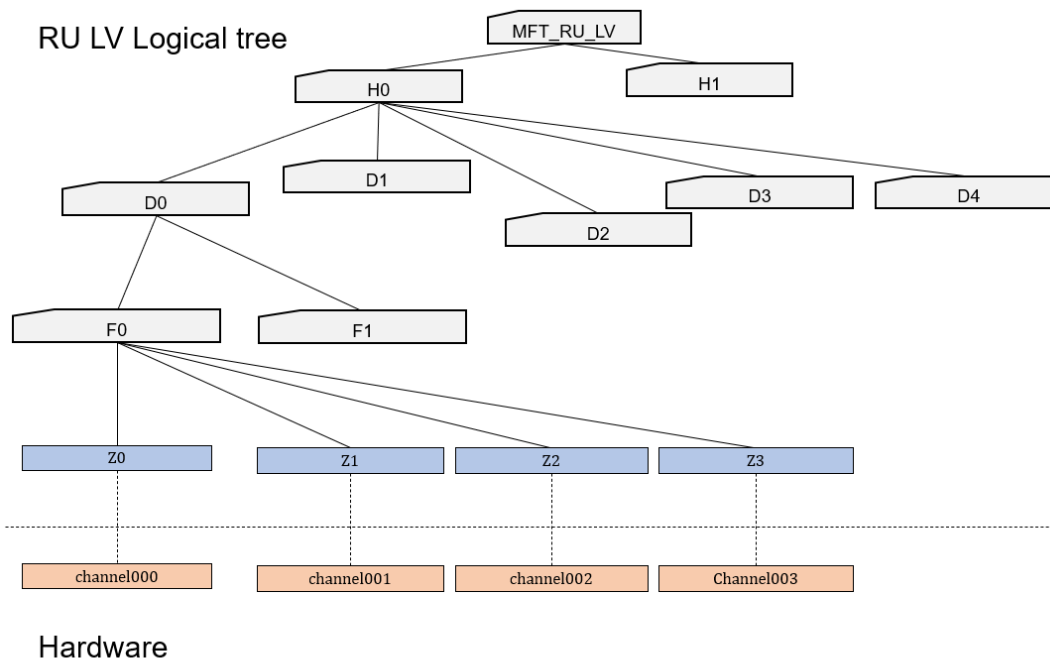 RU LV Logical tree
MFT_RU_LV
H0
H1
D0
D1
D2
D3
D4
F0
F1
Z0
Z1
Z2
Z3
channel000
channel001
channel002
Channel003
Hardware